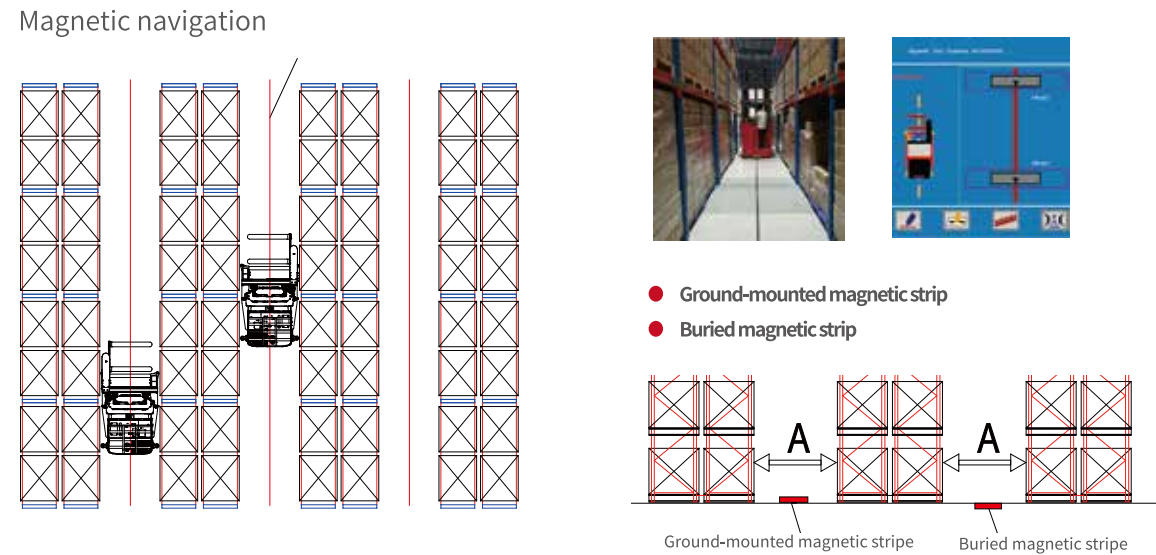 Magnetic navigation
Ground-mounted magnetic strip
Buried magnetic strip
A
A
Ground-mounted magnetic stripe
Buried magnetic stripe